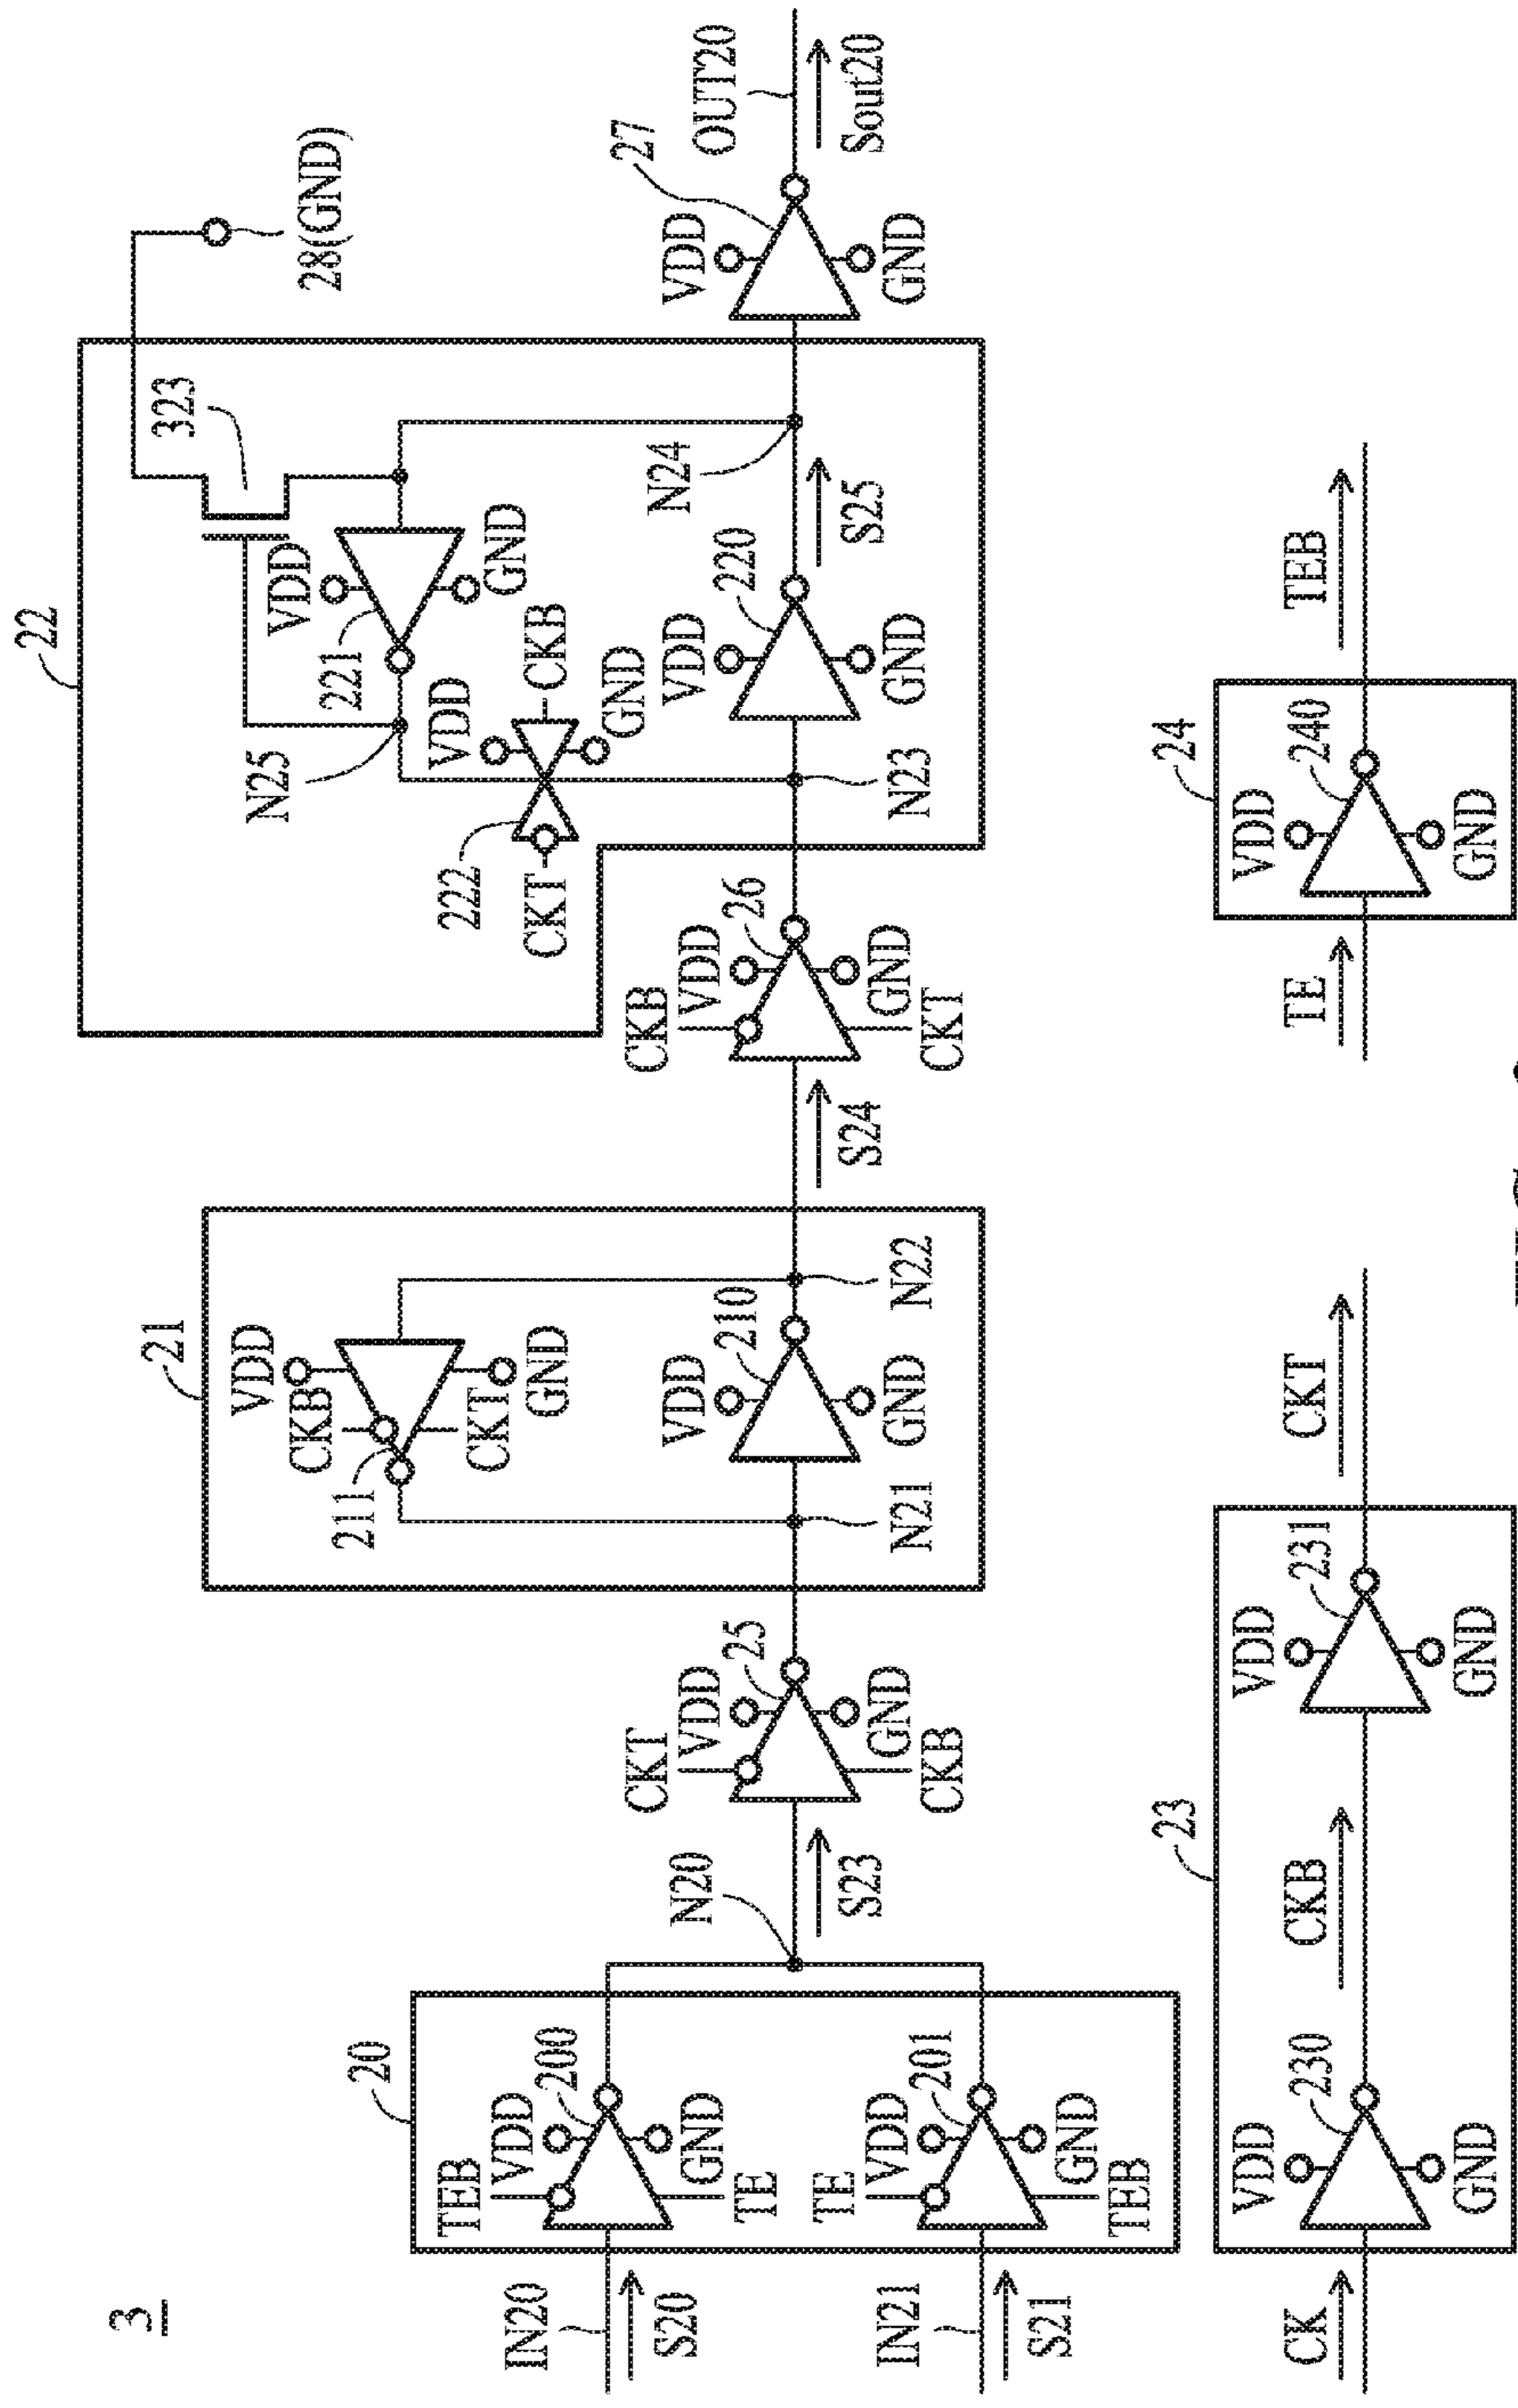 3
IN20
S20
IN21
S21
20
TEB
VDD
200
GND
TE
TE
VDD
201
GND
TEB
N20
S23
CKT
VDD
25
GND
CKB
21
VDD
CKB
211
CKT
GND
VDD
210
GND
N21
N22
S24
CKB
VDD
26
GND
CKT
22
N25
323
28(GND)
VDD
221
GND
VDD
222
CKT
CKB
GND
VDD
220
GND
N23
N24
S25
VDD
27
GND
OUT20
Sout20
CK
23
VDD
230
GND
CKB
VDD
231
GND
CKT
TE
24
VDD
240
GND
TEB